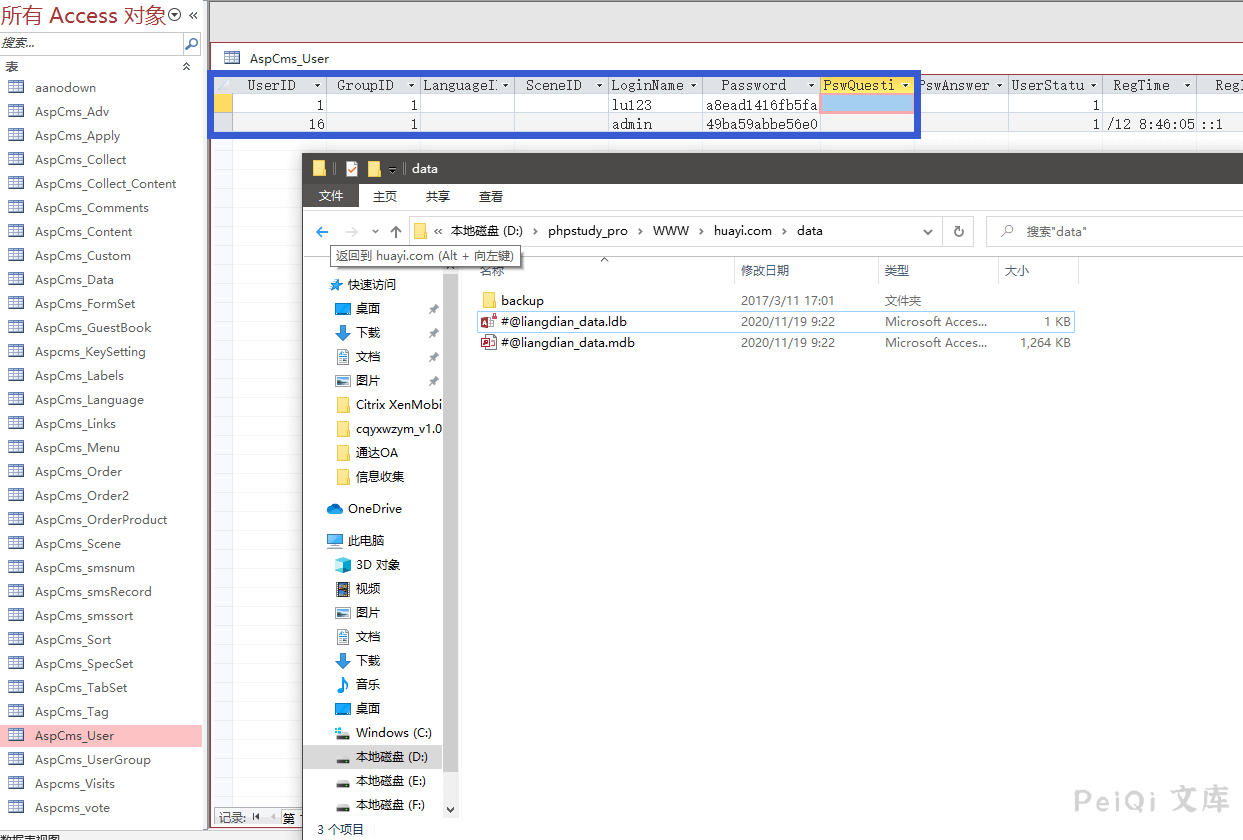 所有 Access 对象
搜索...
表
aanodown
AspCms_Adv
AspCms_Apply
AspCms_Collect
AspCms_Collect_Content
AspCms_Comments
AspCms_Content
AspCms_Custom
AspCms_Data
AspCms_FormSet
AspCms_GuestBook
Aspcms_KeySetting
AspCms_Labels
AspCms_Language
AspCms_Links
AspCms_Menu
AspCms_Order
AspCms_Order2
AspCms_OrderProduct
AspCms_Scene
AspCms_smsnum
AspCms_smsRecord
AspCms_smssort
AspCms_Sort
AspCms_SpecSet
AspCms_TabSet
AspCms_Tag
AspCms_User
AspCms_UserGroup
Aspcms_Visits
Aspcms_vote
数据表视图
AspCms_User
UserID GroupID LanguageI SceneID LoginName Password PswQuesti PswAnswer UserStatu RegTime RegI
1 1 lu123 a8ead1416fb5fa 1
16 1 admin 49ba59abbe56e0 1 /12 8:46:05 ::1
data
文件 主页 共享 查看
« 本地磁盘 (D:) › phpstudy_pro › WWW › huayi.com › data
搜索"data"
返回到 huayi.com (Alt + 向左键)
名称 修改日期 类型 大小
backup 2017/3/11 17:01 文件夹
#@liangdian_data.ldb 2020/11/19 9:22 Microsoft Acces... 1 KB
#@liangdian_data.mdb 2020/11/19 9:22 Microsoft Acces... 1,264 KB
快速访问
桌面
下载
文档
图片
Citrix XenMobi
cqyxwzym_v1.0
通达OA
信息收集
OneDrive
此电脑
3D 对象
视频
图片
文档
下载
音乐
桌面
Windows (C:)
本地磁盘 (D:)
本地磁盘 (E:)
本地磁盘 (F:)
3 个项目
记录: 第
PeiQi 文库